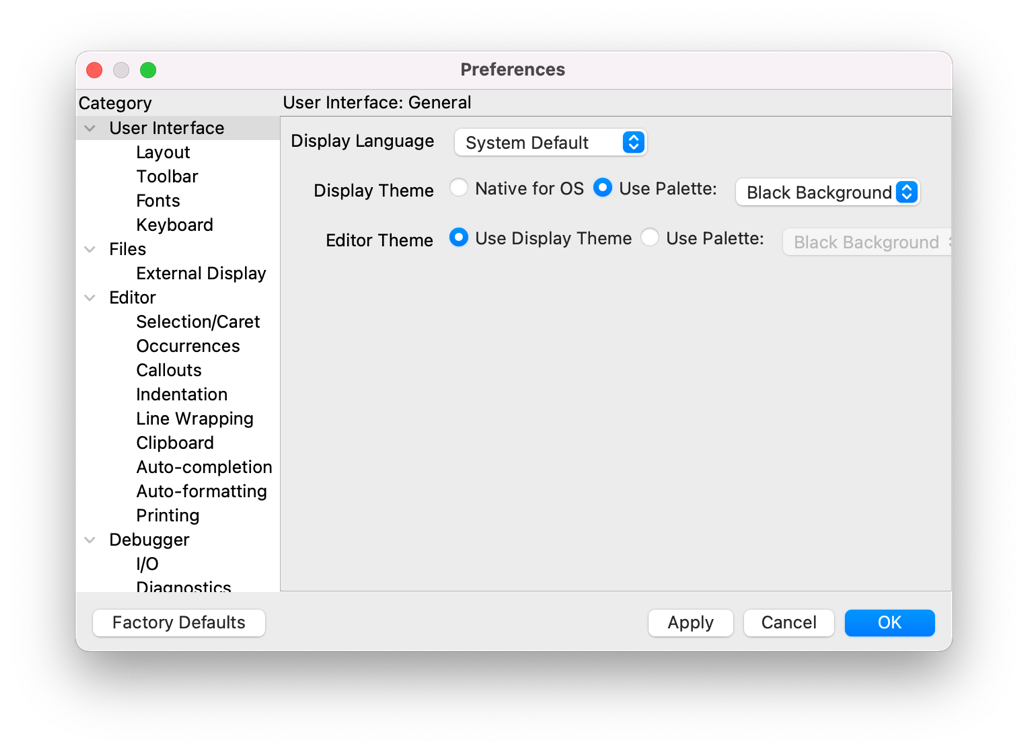 Preferences
Category
User Interface
Layout
Toolbar
Fonts
Keyboard
Files
External Display
Editor
Selection/Caret
Occurrences
Callouts
Indentation
Line Wrapping
Clipboard
Auto-completion
Auto-formatting
Printing
Debugger
I/O
Diagnostics
User Interface: General
Display Language System Default
Display Theme Native for OS Use Palette: Black Background
Editor Theme Use Display Theme Use Palette: Black Background
Factory Defaults Apply Cancel OK